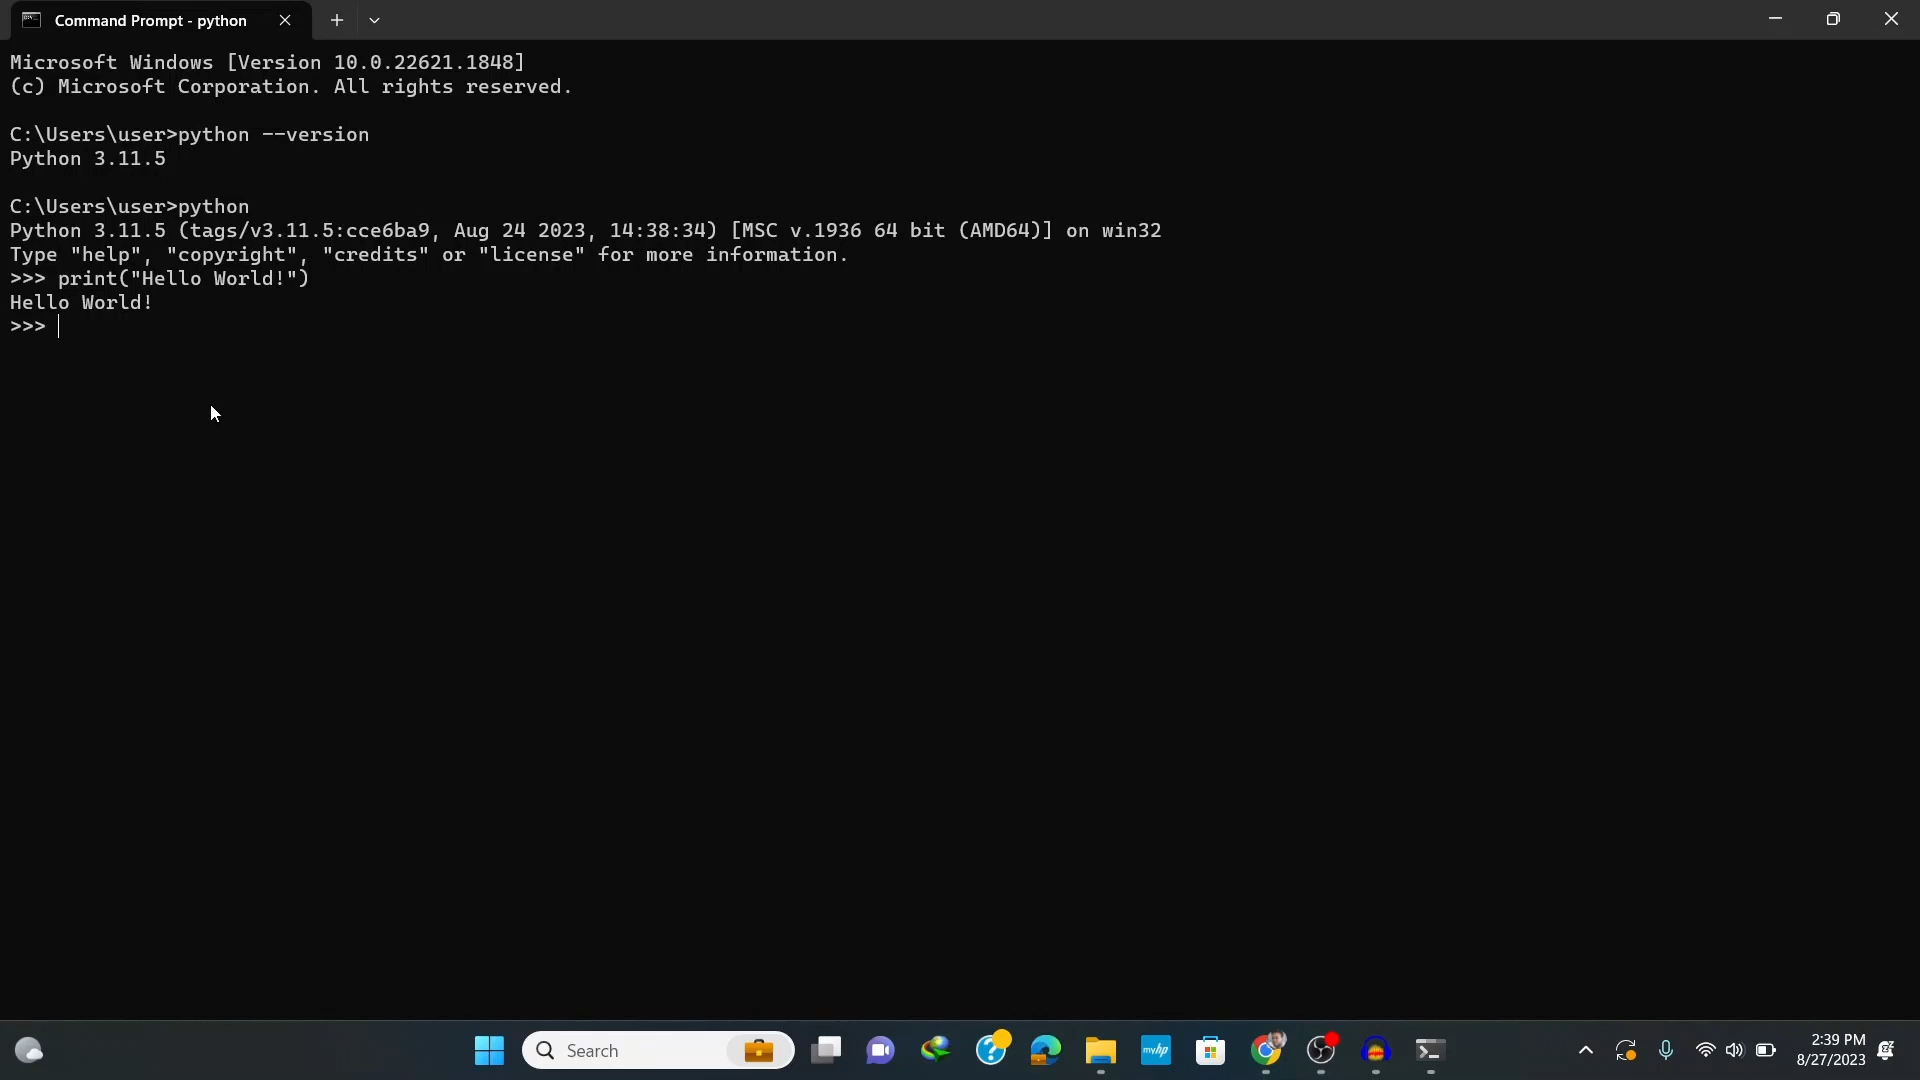 Command Prompt - python
Microsoft Windows [Version 10.0.22621.1848]
(c) Microsoft Corporation. All rights reserved.
C:\Users\user>python --version
Python 3.11.5
C:\Users\user>python
Python 3.11.5 (tags/v3.11.5:cce6ba9, Aug 24 2023, 14:38:34) [MSC v.1936 64 bit (AMD64)] on win32
Type "help", "copyright", "credits" or "license" for more information.
>>> print("Hello World!")
Hello World!
>>>
Search
myhp
2:39 PM
8/27/2023